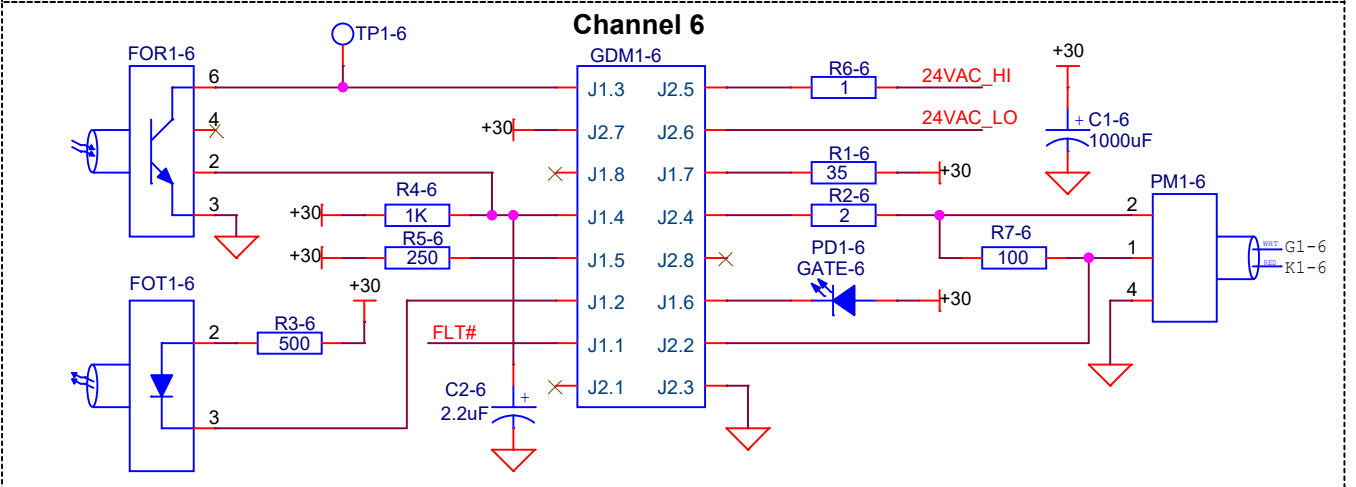 Channel 6
TP1-6
FOR1-6
GDM1-6
+30
6
J1.3
J2.5
R6-6
1
24VAC_HI
4
+30
J2.7
J2.6
24VAC_LO
+
C1-6
1000uF
2
J1.8
J1.7
R1-6
35
+30
PM1-6
R4-6
3
+30
1K
J1.4
J2.4
R2-6
2
2
R5-6
+30
250
J1.5
J2.8
PD1-6
GATE-6
R7-6
100
1
WHT
G1-6
RED
K1-6
FOT1-6
+30
J1.2
J1.6
+30
4
2
R3-6
500
FLT#
J1.1
J2.2
C2-6
2.2uF
+
J2.1
J2.3
3